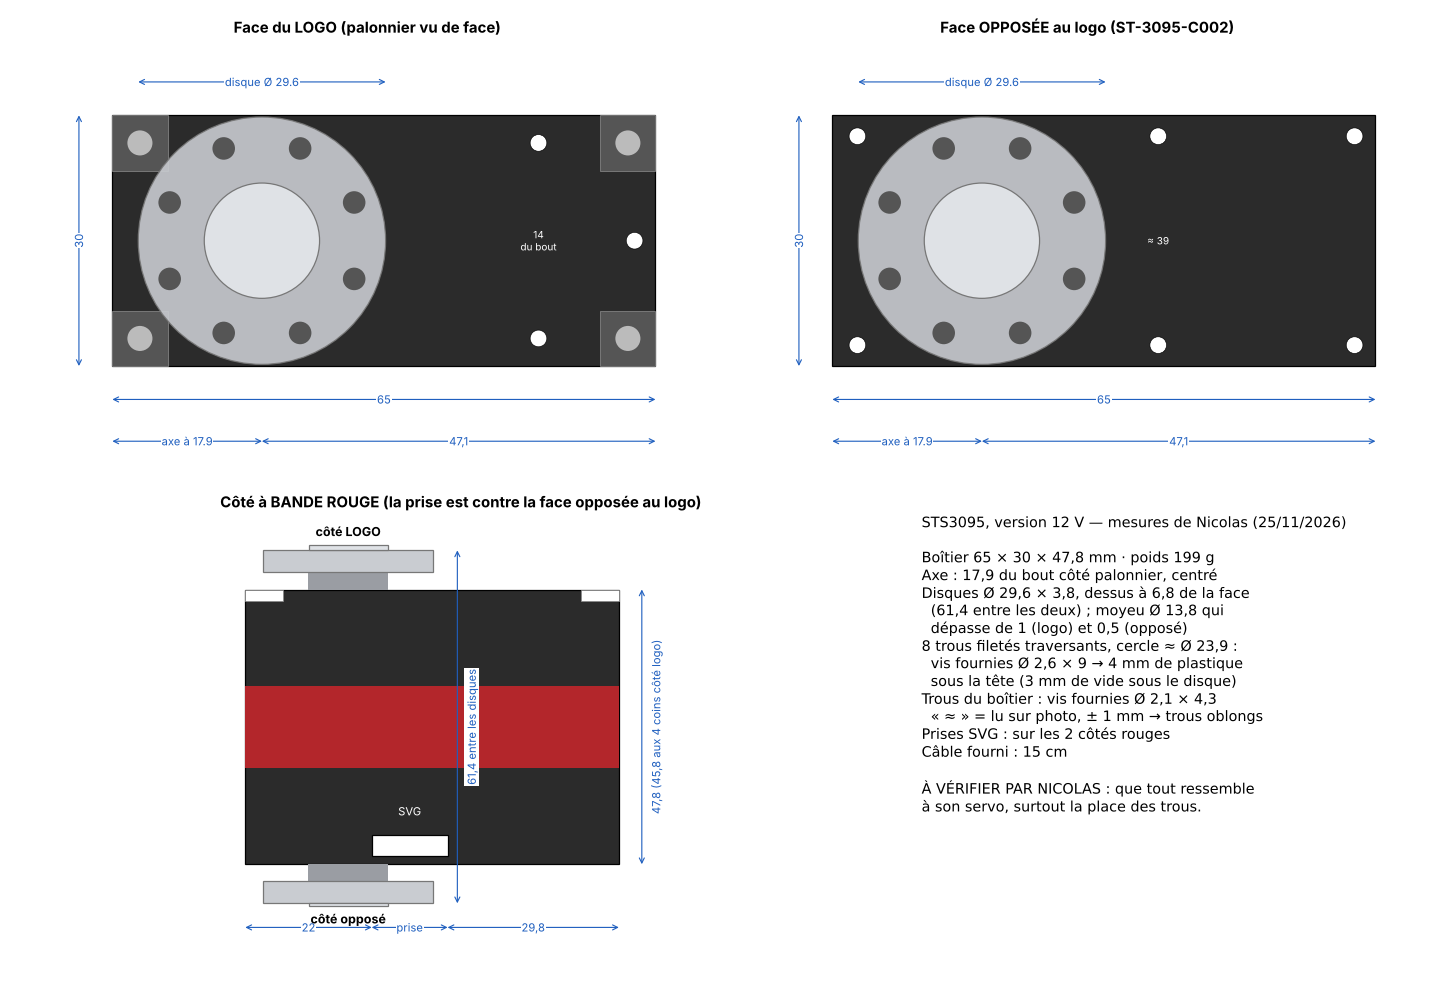 Face du LOGO (palonnier vu de face)
disque Ø 29.6
30
14
du bout
65
axe à 17.9
47,1
Face OPPOSÉE au logo (ST-3095-C002)
disque Ø 29.6
30
≈ 39
65
axe à 17.9
47,1
Côté à BANDE ROUGE (la prise est contre la face opposée au logo)
côté LOGO
61,4 entre les disques
47,8 (45,8 aux 4 coins côté logo)
SVG
côté opposé
22
prise
29,8
STS3095, version 12 V — mesures de Nicolas (25/11/2026)
Boîtier 65 × 30 × 47,8 mm · poids 199 g
Axe : 17,9 du bout côté palonnier, centré
Disques Ø 29,6 × 3,8, dessus à 6,8 de la face
(61,4 entre les deux) ; moyeu Ø 13,8 qui
dépasse de 1 (logo) et 0,5 (opposé)
8 trous filetés traversants, cercle ≈ Ø 23,9 :
vis fournies Ø 2,6 × 9 → 4 mm de plastique
sous la tête (3 mm de vide sous le disque)
Trous du boîtier : vis fournies Ø 2,1 × 4,3
« ≈ » = lu sur photo, ± 1 mm → trous oblongs
Prises SVG : sur les 2 côtés rouges
Câble fourni : 15 cm
À VÉRIFIER PAR NICOLAS : que tout ressemble
à son servo, surtout la place des trous.